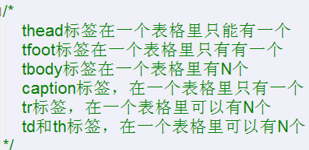 /*
thead标签在一个表格里只能有一个
tfoot标签在一个表格里只有有一个
tbody标签在一个表格里有N个
caption标签，在一个表格里只有一个
tr标签，在一个表格里可以有N个
td和th标签，在一个表格里可以有N个
*/